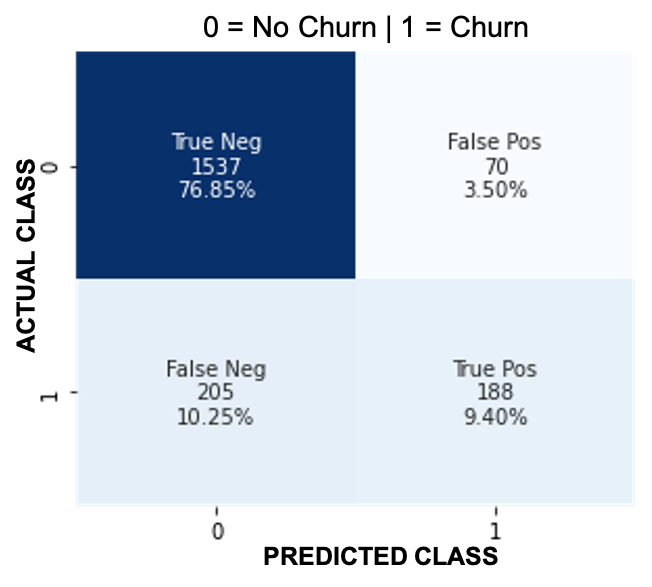 0 = No Churn | 1 = Churn
ACTUAL CLASS
0
True Neg
1537
76.85%
False Pos
70
3.50%
1
False Neg
205
10.25%
True Pos
188
9.40%
0
1
PREDICTED CLASS